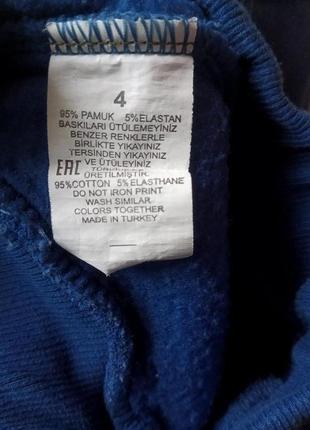 4
95% PAMUK 5% ELASTAN
BASKILARI ÜTÜLEMEYİNİZ
BENZER RENKLERLE
BİRLİKTE YIKAYINIZ
TERSİNDEN YIKAYINIZ
EAC VE ÜTÜLEYİNİZ
ÜRETİLMİŞTİR.
95%COTTON 5% ELASTHANE
DO NOT IRON PRINT
WASH SIMILAR
COLORS TOGETHER
MADE IN TURKEY